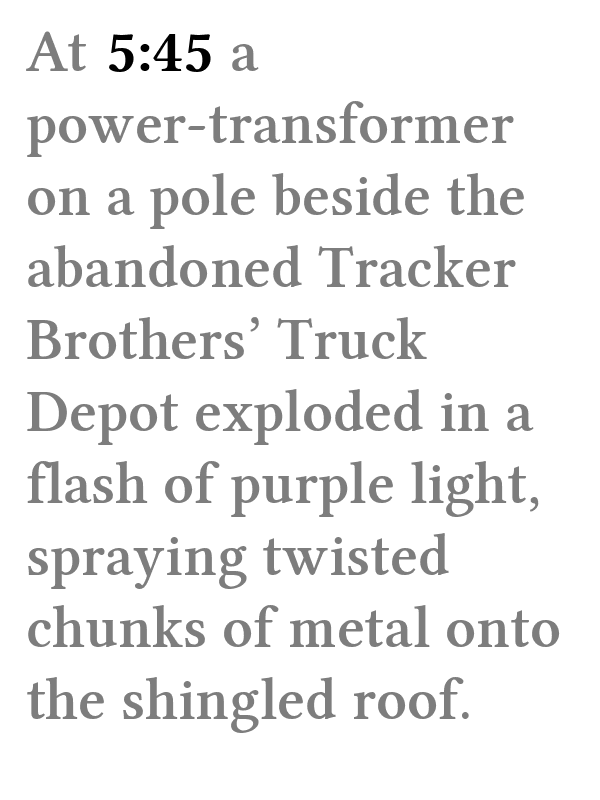 At 5:45 a
power-transformer
on a pole beside the
abandoned Tracker
Brothers’ Truck
Depot exploded in a
flash of purple light,
spraying twisted
chunks of metal onto
the shingled roof.